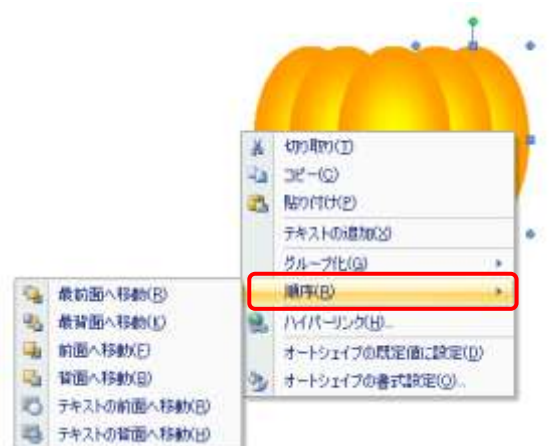 切り取り(T)
コピー(C)
貼り付け(P)
テキストの追加(X)
グループ化(G)
順序(R)
ハイパーリンク(H)...
オートシェイプの既定値に設定(D)
オートシェイプの書式設定(O)...
最前面へ移動(R)
最背面へ移動(K)
前面へ移動(F)
背面へ移動(B)
テキストの前面へ移動(R)
テキストの背面へ移動(H)